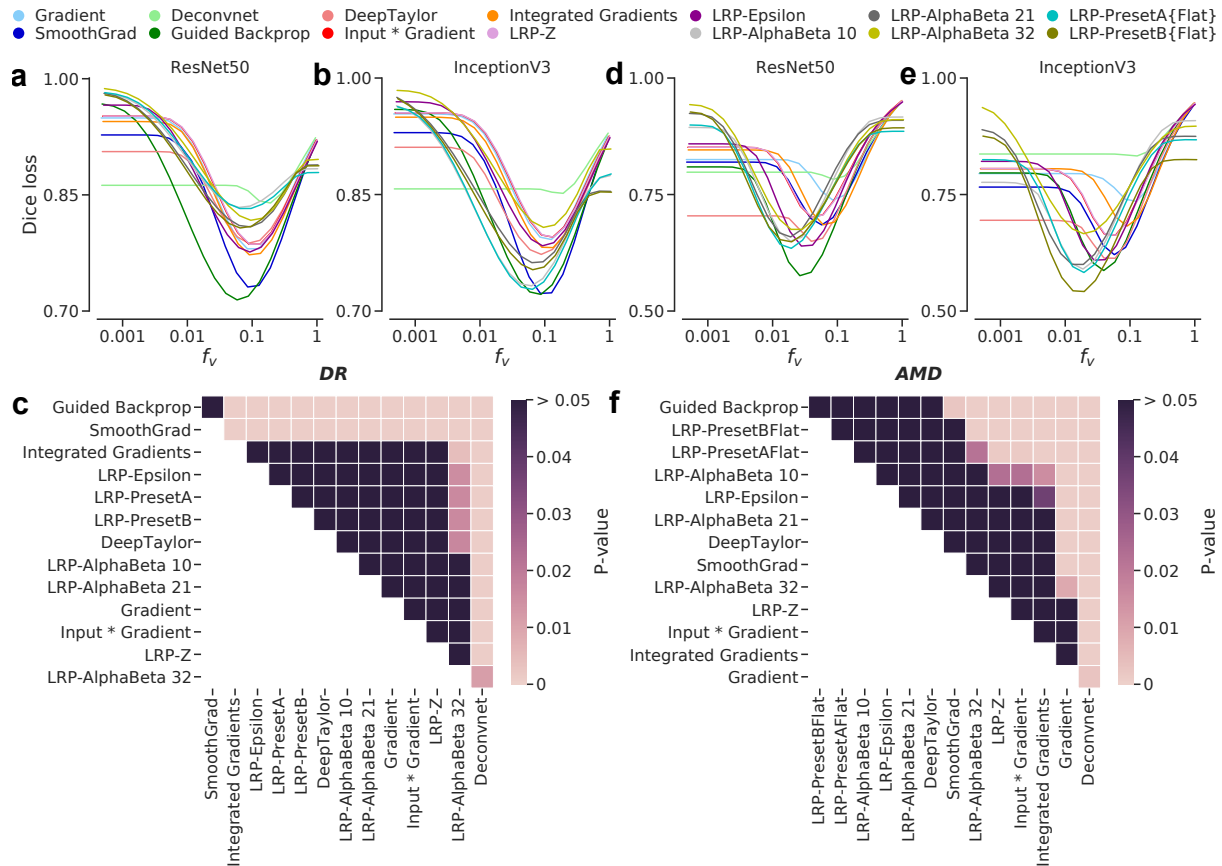 Gradient Deconvnet DeepTaylor Integrated Gradients LRP-Epsilon LRP-AlphaBeta 21 LRP-PresetA{Flat}
SmoothGrad Guided Backprop Input * Gradient LRP-Z LRP-AlphaBeta 10 LRP-AlphaBeta 32 LRP-PresetB{Flat}
a ResNet50 b InceptionV3 d ResNet50 e InceptionV3
1.00 1.00 1.00 1.00
0.85 0.85 0.75 0.75
0.70 0.70 0.50 0.50
Dice loss
0.001 0.01 0.1 1 0.001 0.01 0.1 1 0.001 0.01 0.1 1 0.001 0.01 0.1 1
fv fv fv fv
DR AMD
c
Guided Backprop
SmoothGrad
Integrated Gradients
LRP-Epsilon
LRP-PresetA
LRP-PresetB
DeepTaylor
LRP-AlphaBeta 10
LRP-AlphaBeta 21
Gradient
Input * Gradient
LRP-Z
LRP-AlphaBeta 32
SmoothGrad
Integrated Gradients
LRP-Epsilon
LRP-PresetA
LRP-PresetB
DeepTaylor
LRP-AlphaBeta 10
LRP-AlphaBeta 21
Gradient
Input * Gradient
LRP-Z
LRP-AlphaBeta 32
Deconvnet
> 0.05
0.04
0.03
0.02
0.01
0
P-value
f
Guided Backprop
LRP-PresetBFlat
LRP-PresetAFlat
LRP-AlphaBeta 10
LRP-Epsilon
LRP-AlphaBeta 21
DeepTaylor
SmoothGrad
LRP-AlphaBeta 32
LRP-Z
Input * Gradient
Integrated Gradients
Gradient
LRP-PresetBFlat
LRP-PresetAFlat
LRP-AlphaBeta 10
LRP-Epsilon
LRP-AlphaBeta 21
DeepTaylor
SmoothGrad
LRP-AlphaBeta 32
LRP-Z
Input * Gradient
Integrated Gradients
Gradient
Deconvnet
> 0.05
0.04
0.03
0.02
0.01
0
P-value